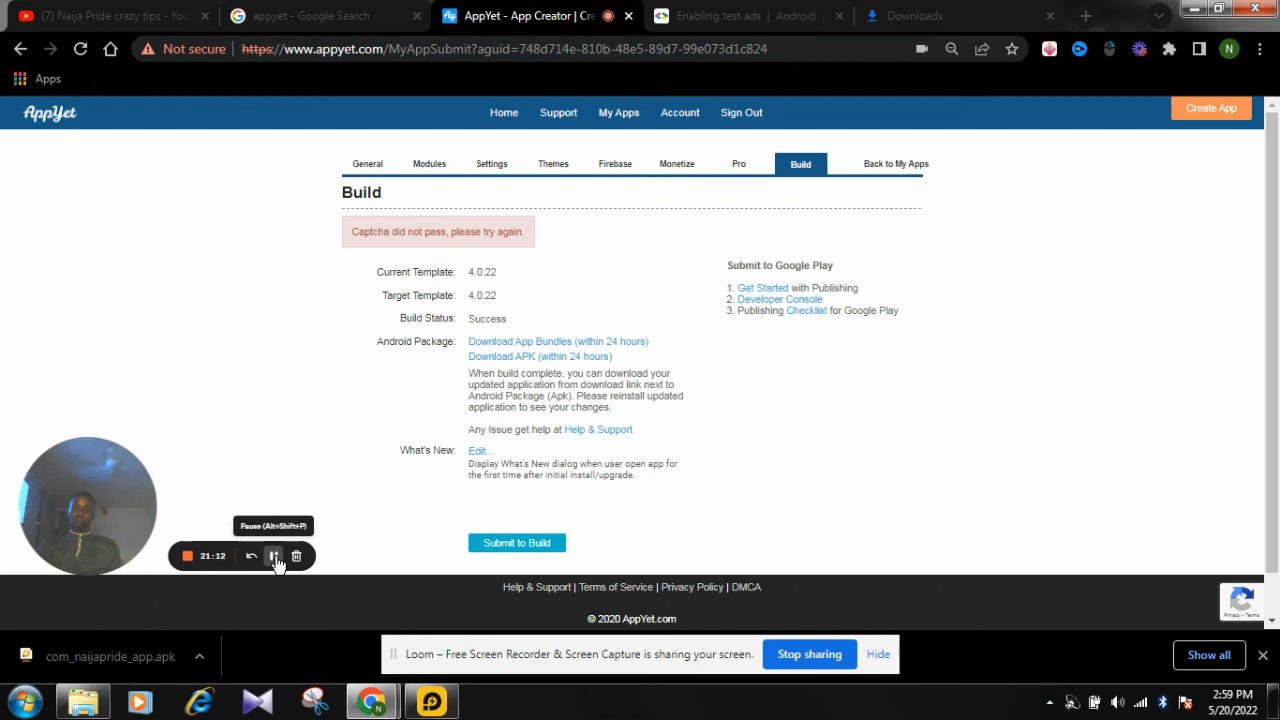 (7) Naija Pride crazy tips - You
appyet - Google Search
AppYet - App Creator | Cre
Enabling test ads | Android
Downloads
Not secure | https://www.appyet.com/MyAppSubmit?aguid=748d714e-810b-48e5-89d7-99e073d1c824
N
Apps
AppYet
Home
Support
My Apps
Account
Sign Out
Create App
General
Modules
Settings
Themes
Firebase
Monetize
Pro
Build
Back to My Apps
Build
Captcha did not pass, please try again.
Current Template: 4.0.22
Target Template: 4.0.22
Build Status: Success
Android Package: Download App Bundles (within 24 hours)
Download APK (within 24 hours)
When build complete, you can download your
updated application from download link next to
Android Package (Apk). Please reinstall updated
application to see your changes.
Any Issue get help at Help & Support
What's New: Edit...
Display What's New dialog when user open app for
the first time after initial install/upgrade.
Submit to Google Play
1. Get Started with Publishing
2. Developer Console
3. Publishing Checklist for Google Play
Pause (Alt+Shift+P)
21:12
Submit to Build
Help & Support | Terms of Service | Privacy Policy | DMCA
© 2020 AppYet.com
Privacy - Terms
com_naijapride_app.apk
Loom – Free Screen Recorder & Screen Capture is sharing your screen.
Stop sharing
Hide
Show all
2:59 PM
5/20/2022